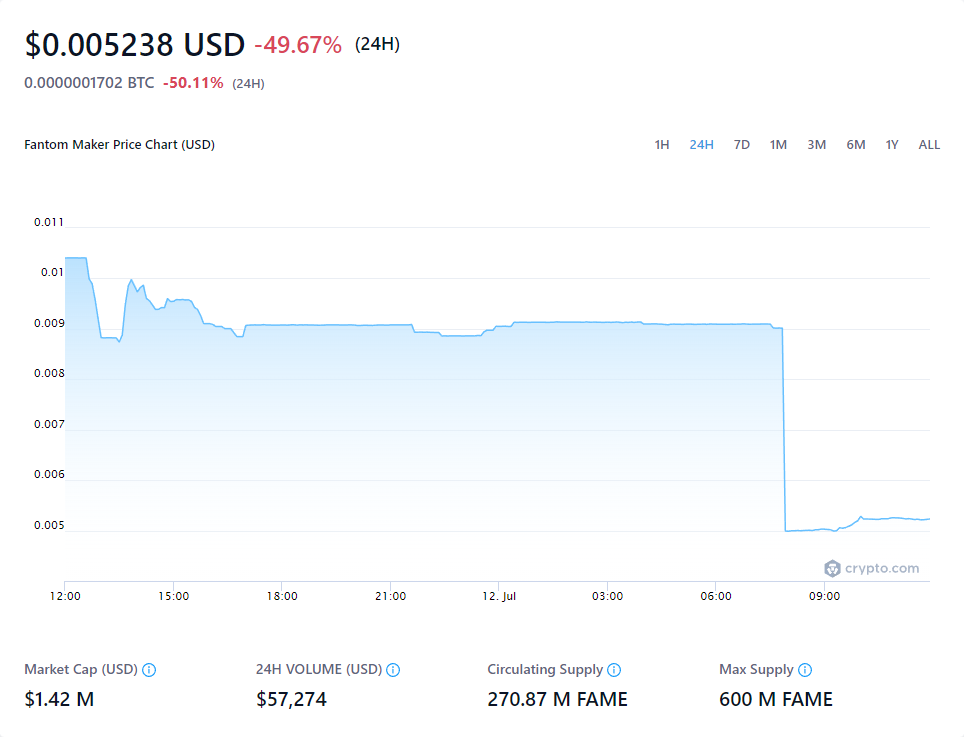 $0.005238 USD -49.67% (24H)
0.0000001702 BTC -50.11% (24H)
Fantom Maker Price Chart (USD) 1H 24H 7D 1M 3M 6M 1Y ALL
0.011
0.01
0.009
0.008
0.007
0.006
0.005
crypto.com
12:00 15:00 18:00 21:00 12. Jul 03:00 06:00 09:00
Market Cap (USD) 24H VOLUME (USD) Circulating Supply Max Supply
$1.42 M $57,274 270.87 M FAME 600 M FAME